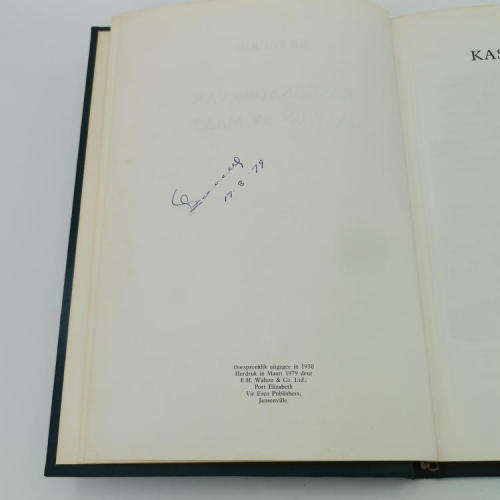 KAS
17.8.79
Oorspronklik uitgegee in 1930
Herdruk in Maart 1979 deur
E.H. Walton & Co. Ltd.,
Port Elizabeth
Vir Esco Publishers,
Jansenville.